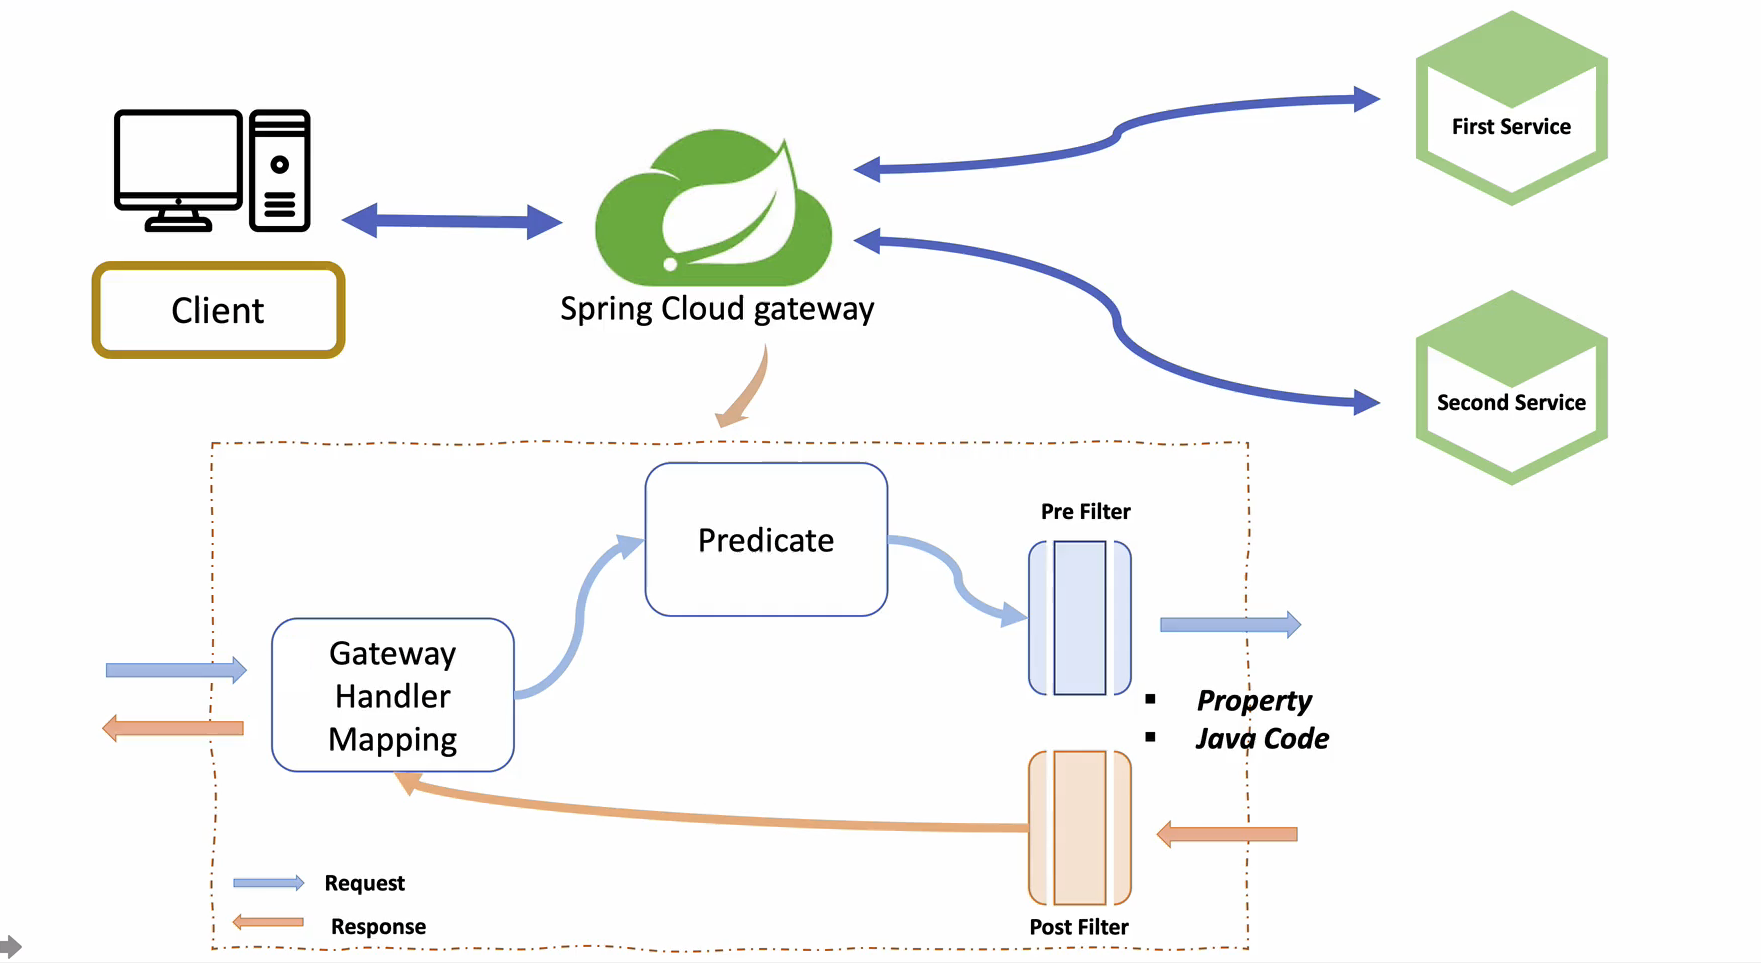 First Service
Client
Spring Cloud gateway
Second Service
Predicate
Pre Filter
Gateway
Handler
Mapping
▪ Property
▪ Java Code
Request
Response
Post Filter